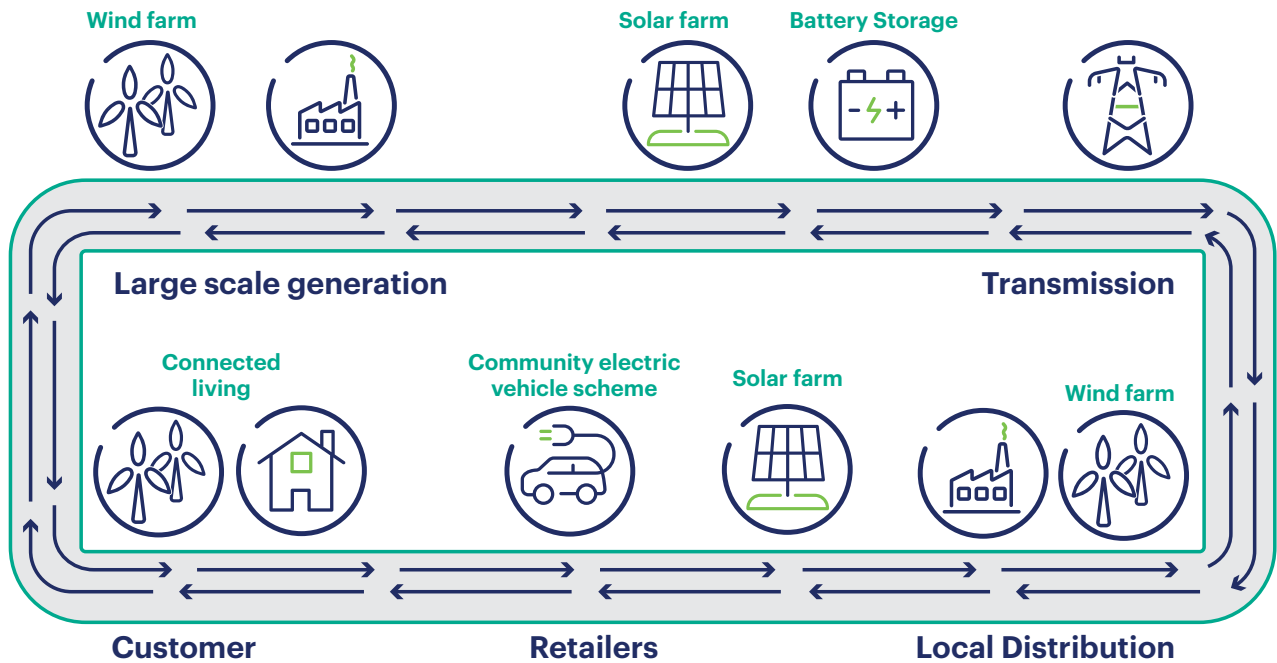 Wind farm
Solar farm
Battery Storage
Large scale generation
Transmission
Connected
living
Community electric
vehicle scheme
Solar farm
Wind farm
Customer
Retailers
Local Distribution